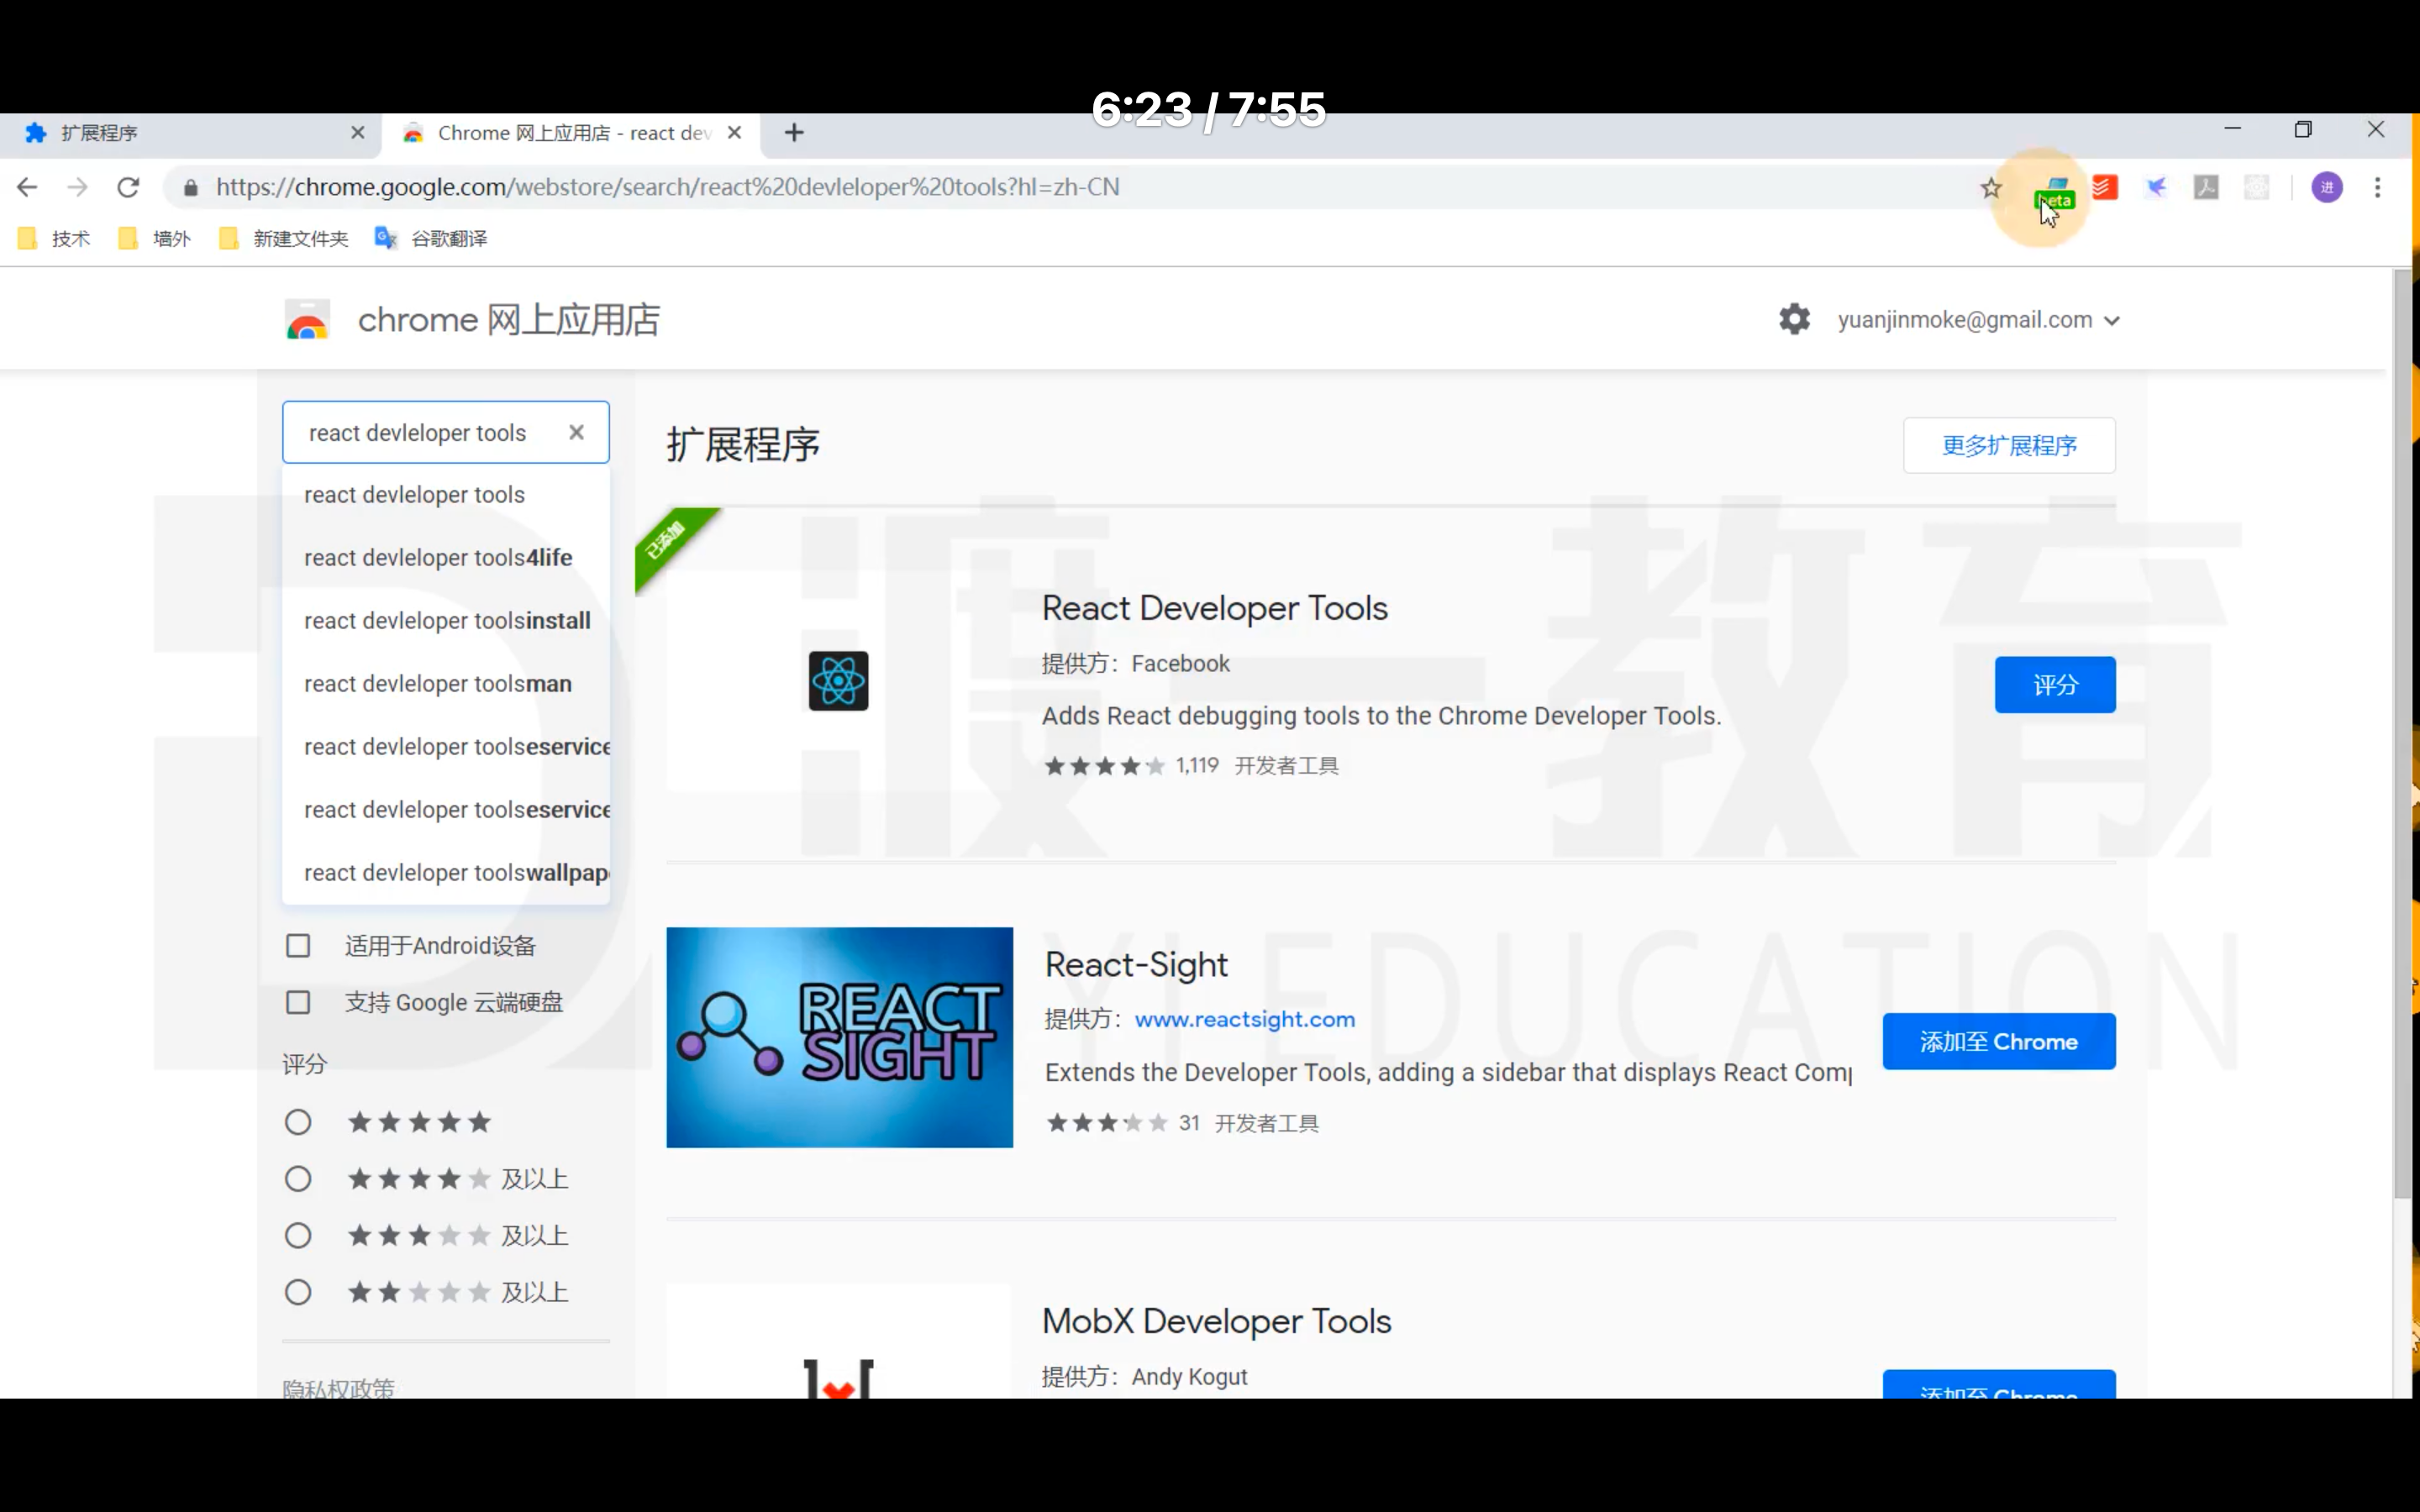 6:23 / 7:55
扩展程序
Chrome 网上应用店 - react dev
https://chrome.google.com/webstore/search/react%20devleloper%20tools?hl=zh-CN
beta
进
技术
墙外
新建文件夹
谷歌翻译
chrome 网上应用店
yuanjinmoke@gmail.com
react devleloper tools
react devleloper tools
react devleloper tools4life
react devleloper toolsinstall
react devleloper toolsman
react devleloper toolseservice
react devleloper toolseservice
react devleloper toolswallpap
适用于Android设备
支持 Google 云端硬盘
评分
及以上
及以上
及以上
隐私权政策
扩展程序
更多扩展程序
已添加
React Developer Tools
提供方: Facebook
Adds React debugging tools to the Chrome Developer Tools.
1,119 开发者工具
评分
REACT
SIGHT
React-Sight
提供方: www.reactsight.com
Extends the Developer Tools, adding a sidebar that displays React Comp
31 开发者工具
添加至 Chrome
MobX Developer Tools
提供方: Andy Kogut
添加至 Chrome
渡一教育
YI EDUCATION